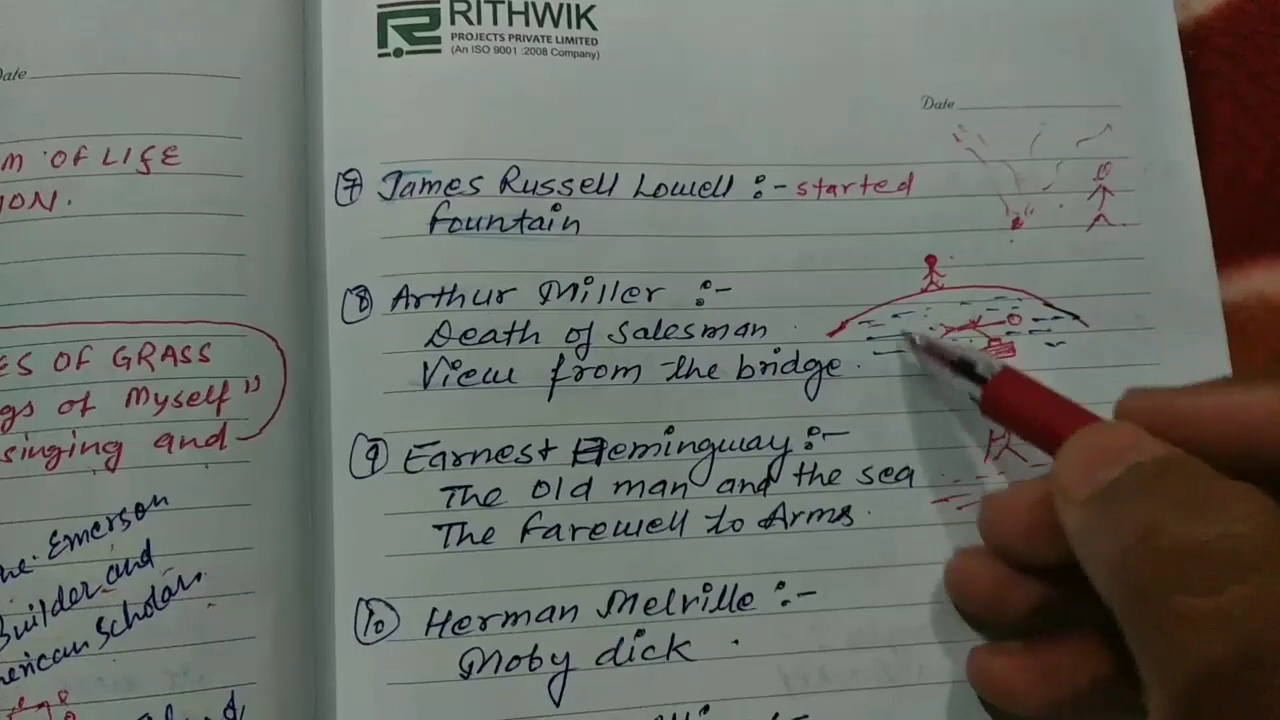 RITHWIK
PROJECTS PRIVATE LIMITED
(An ISO 9001 :2008 Company)
Date
Date
M OF LIFE
ION.
ES OF GRASS
gs of Myself"
singing and
Emerson
Builder and
erican Scholar.
⑦ James Russell Lowell :- started
fountain
⑧ Arthur Miller :-
Death of Salesman
View from the bridge.
⑨ Earnest Hemingway :-
The old man and the sea
The farewell to Arms.
⑩ Herman Melville :-
Moby dick